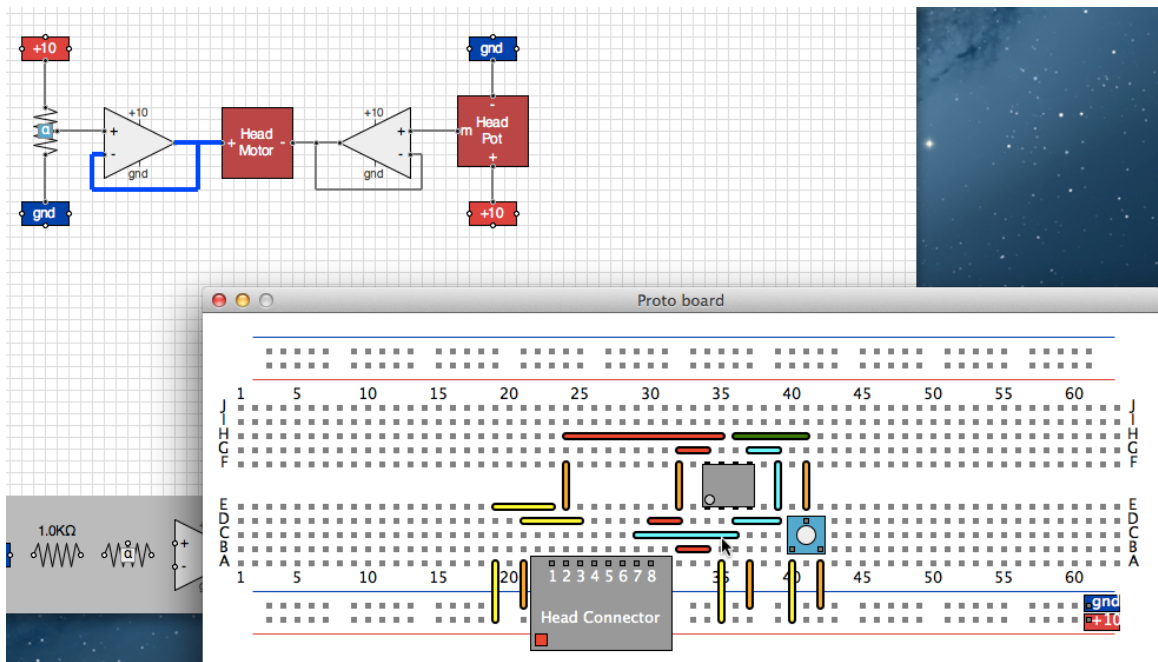 +10
gnd
+10
+10
α
+
+
Head
Pot
m
-
+
Head
Motor
-
-
-
+
gnd
gnd
gnd
+10
Proto board
1 5 10 15 20 25 30 35 40 45 50 55 60
J J
I I
H H
G G
F F
E E
D D
C C
B B
A A
1 5 10 15 20 35 40 45 50 55 60
1 2 3 4 5 6 7 8
Head Connector
gnd
+10
1.0KΩ
α
+
-